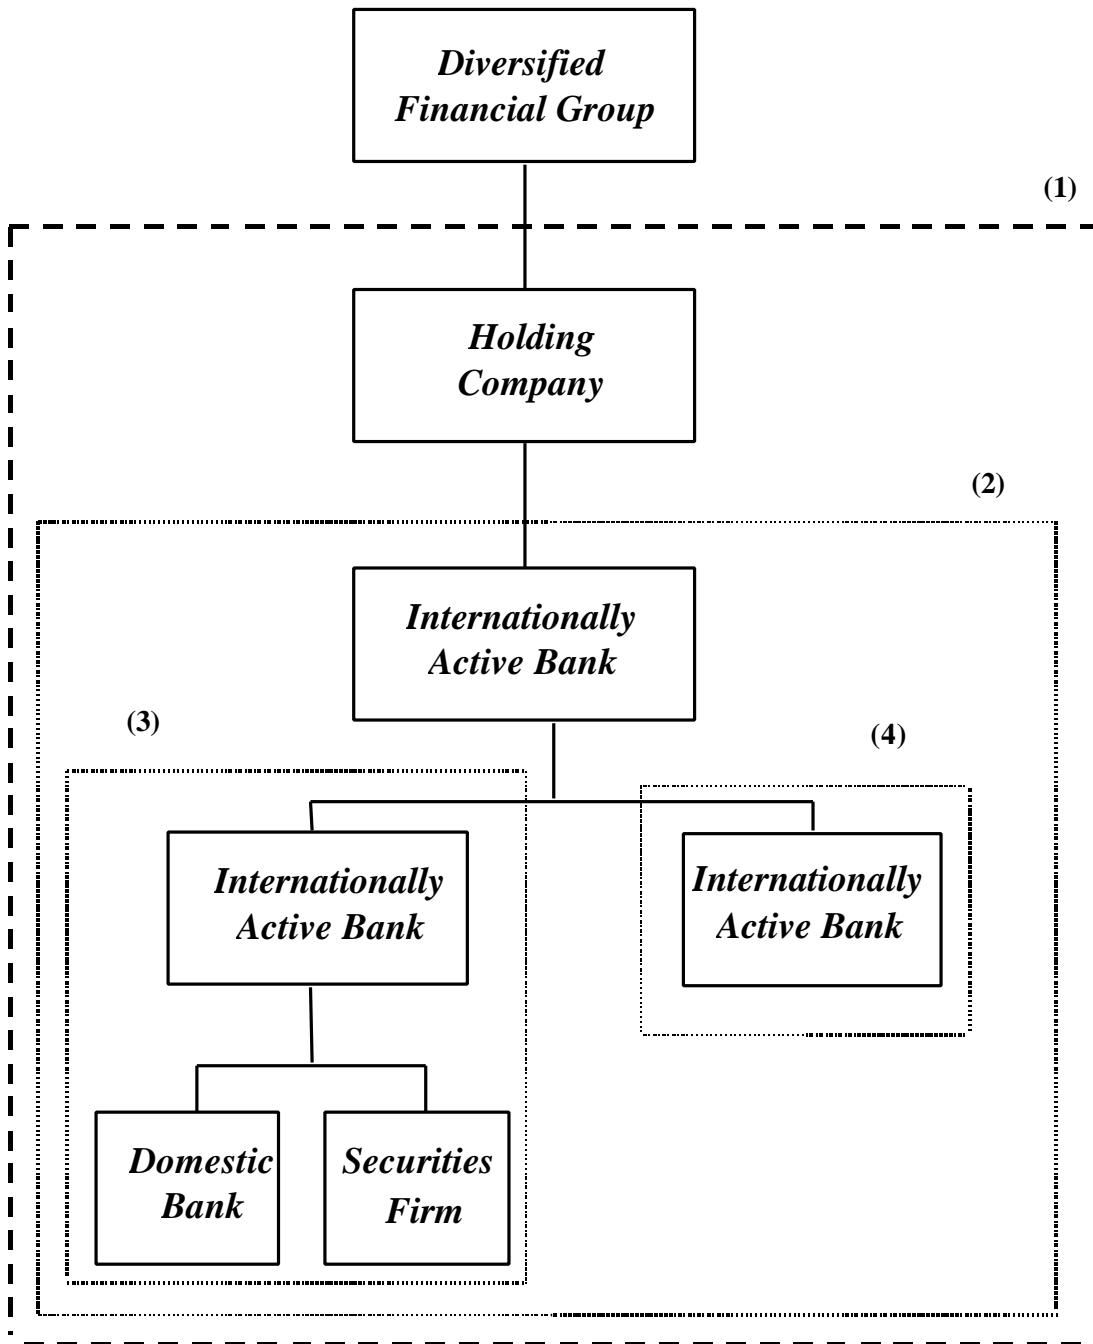 Diversified
Financial Group
(1)
Holding
Company
(2)
Internationally
Active Bank
(3)
(4)
Internationally
Active Bank
Internationally
Active Bank
Domestic
Bank
Securities
Firm